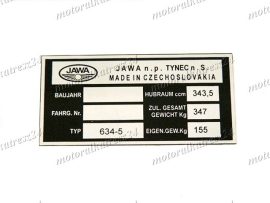 JAWA
JAWA n.p. TYNEC n. S.
MADE IN CZECHOSLOVAKIA
BAUJAHR
HUBRAUM ccm 343,5
FAHRG. Nr.
ZUL. GESAMT
GEWICHT Kg 347
TYP 634-5
EIGEN.GEW.Kg 155